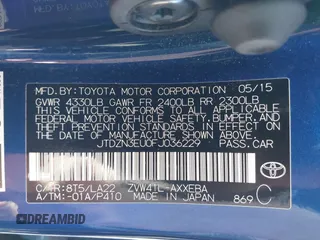 MFD.BY:TOYOTA MOTOR CORPORATION 05/15
GVWR 4330LB GAWR FR 2400LB RR 2300LB
THIS VEHICLE CONFORMS TO ALL APPLICABLE
FEDERAL MOTOR VEHICLE SAFETY, BUMPER, AND
THEFT PREVENTION STANDARDS IN EFFECT ON
THE DATE OF MANUFACTURE SHOWN ABOVE.
JTDZN3EU0FJ036229 PASS.CAR
C/TR:8T5/LA22 ZVW41L-AXXEBA
A/TM:-01A/P410 MADE IN JAPAN 869 C
TOYOTA
DREAMBID